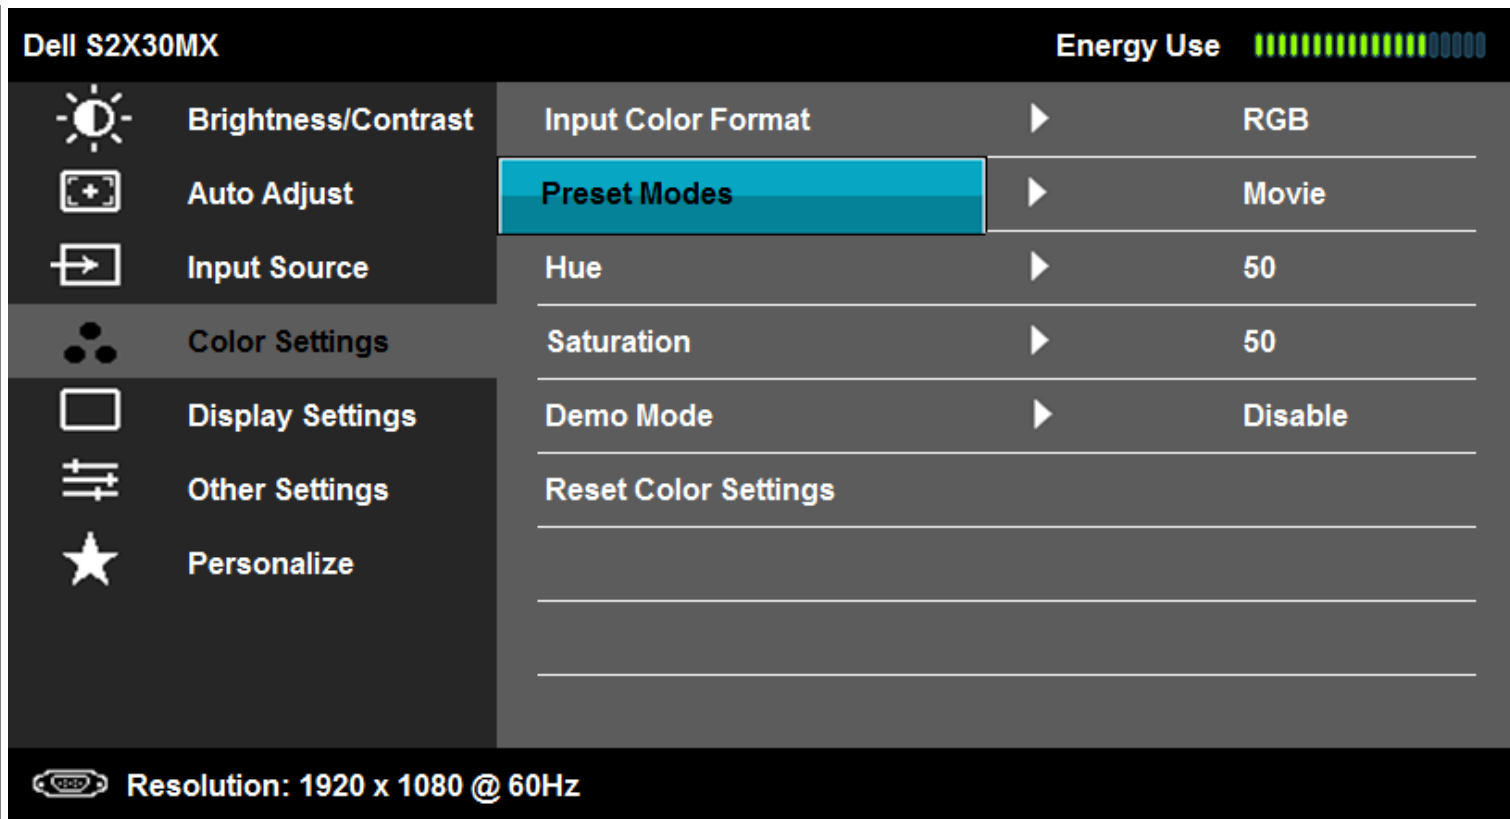 Dell S2X30MX Energy Use
Brightness/Contrast Input Color Format RGB
Auto Adjust Preset Modes Movie
Input Source Hue 50
Color Settings Saturation 50
Display Settings Demo Mode Disable
Other Settings Reset Color Settings
Personalize
Resolution: 1920 x 1080 @ 60Hz